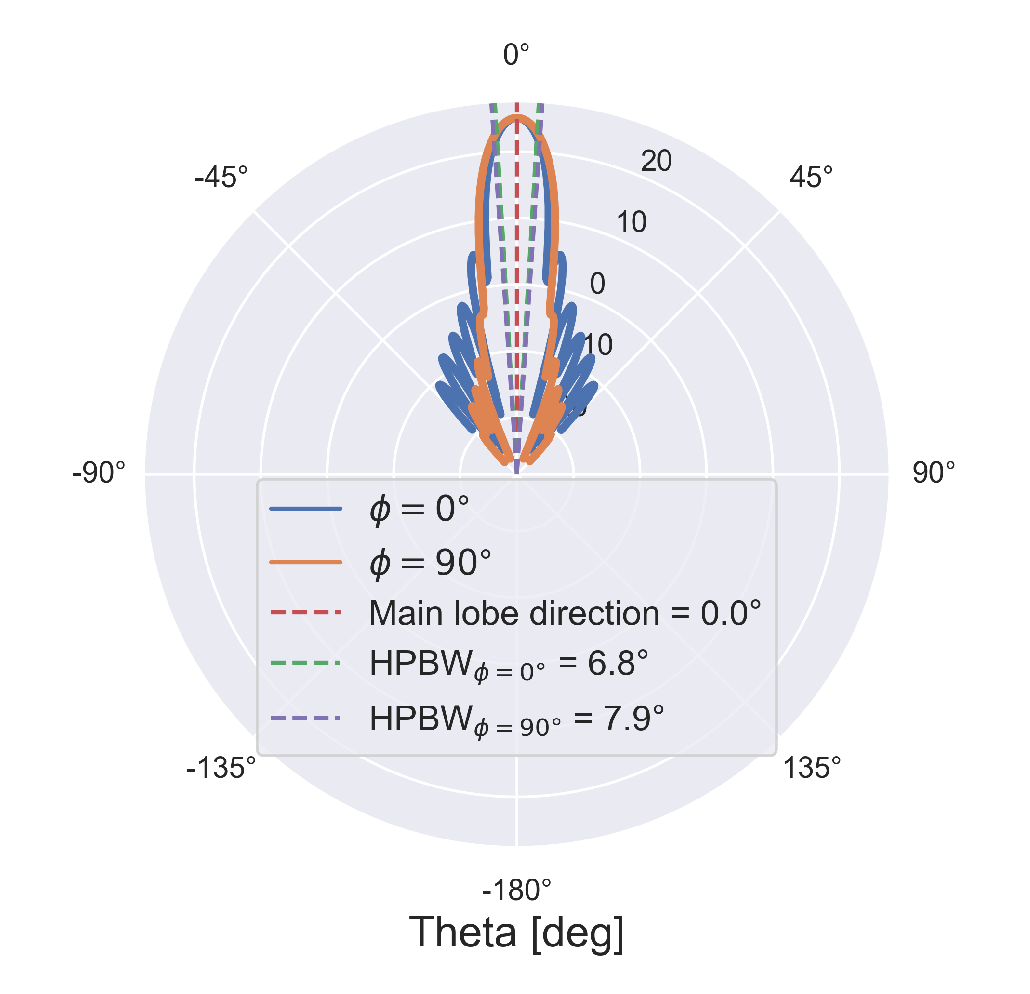 0°
-45°
45°
20
10
0
10
-90°
90°
ϕ = 0°
ϕ = 90°
Main lobe direction = 0.0°
HPBWϕ = 0° = 6.8°
HPBWϕ = 90° = 7.9°
-135°
135°
-180°
Theta [deg]